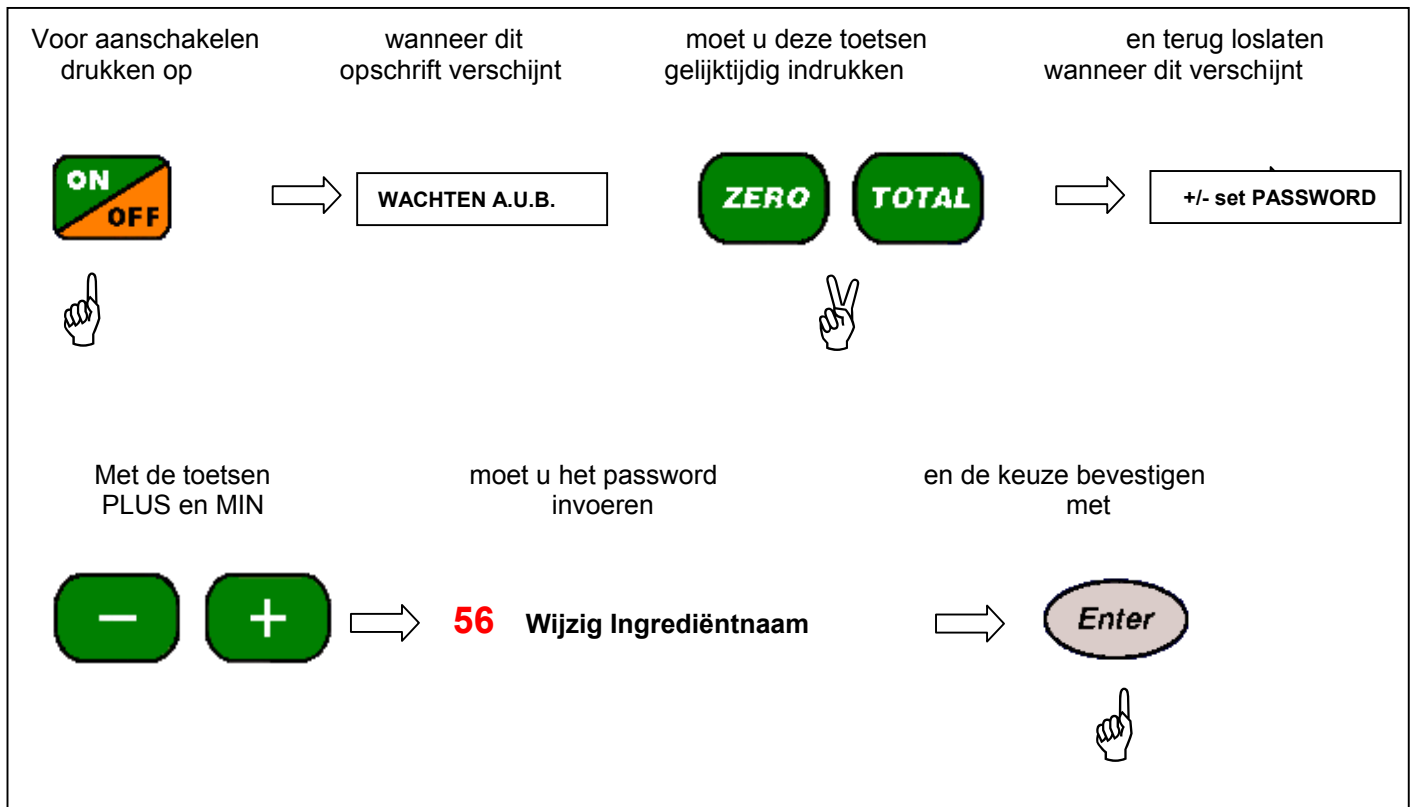 Voor aanschakelen
drukken op
wanneer dit
opschrift verschijnt
moet u deze toetsen
gelijktijdig indrukken
en terug loslaten
wanneer dit verschijnt
ON
OFF
WACHTEN A.U.B.
ZERO
TOTAL
+/- set PASSWORD
Met de toetsen
PLUS en MIN
moet u het password
invoeren
en de keuze bevestigen
met
− +
56 Wijzig Ingrediëntnaam
Enter